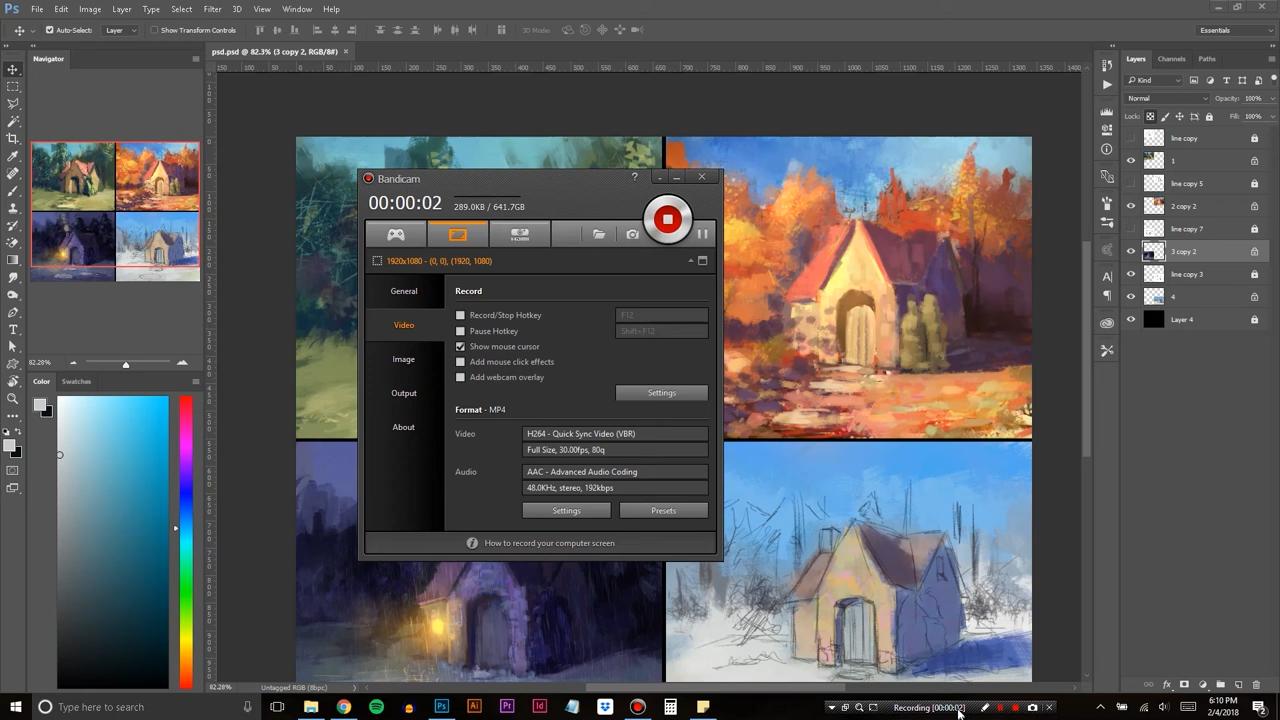 Ps File Edit Image Layer Type Select Filter 3D View Window Help
Auto-Select: Layer Show Transform Controls 3D Mode: Essentials
psd.psd @ 82.3% (3 copy 2, RGB/8#) ×
Navigator
82.28%
Color Swatches
Bandicam
00:00:02 289.0KB / 641.7GB
HDMI
1920x1080 - (0, 0), (1920, 1080)
General
Video
Image
Output
About
Record
Record/Stop Hotkey F12
Pause Hotkey Shift+F12
Show mouse cursor
Add mouse click effects
Add webcam overlay
Settings
Format - MP4
Video H264 - Quick Sync Video (VBR)
Full Size, 30.00fps, 80q
Audio AAC - Advanced Audio Coding
48.0KHz, stereo, 192kbps
Settings Presets
How to record your computer screen
Layers Channels Paths
Kind
Normal Opacity: 100%
Lock: Fill: 100%
line copy
1
line copy 5
2 copy 2
line copy 7
3 copy 2
line copy 3
4
Layer 4
82.28% Untagged RGB (8bpc)
Type here to search
Ps Ai Pr Id
Recording [00:00:02]
6:10 PM
2/4/2018